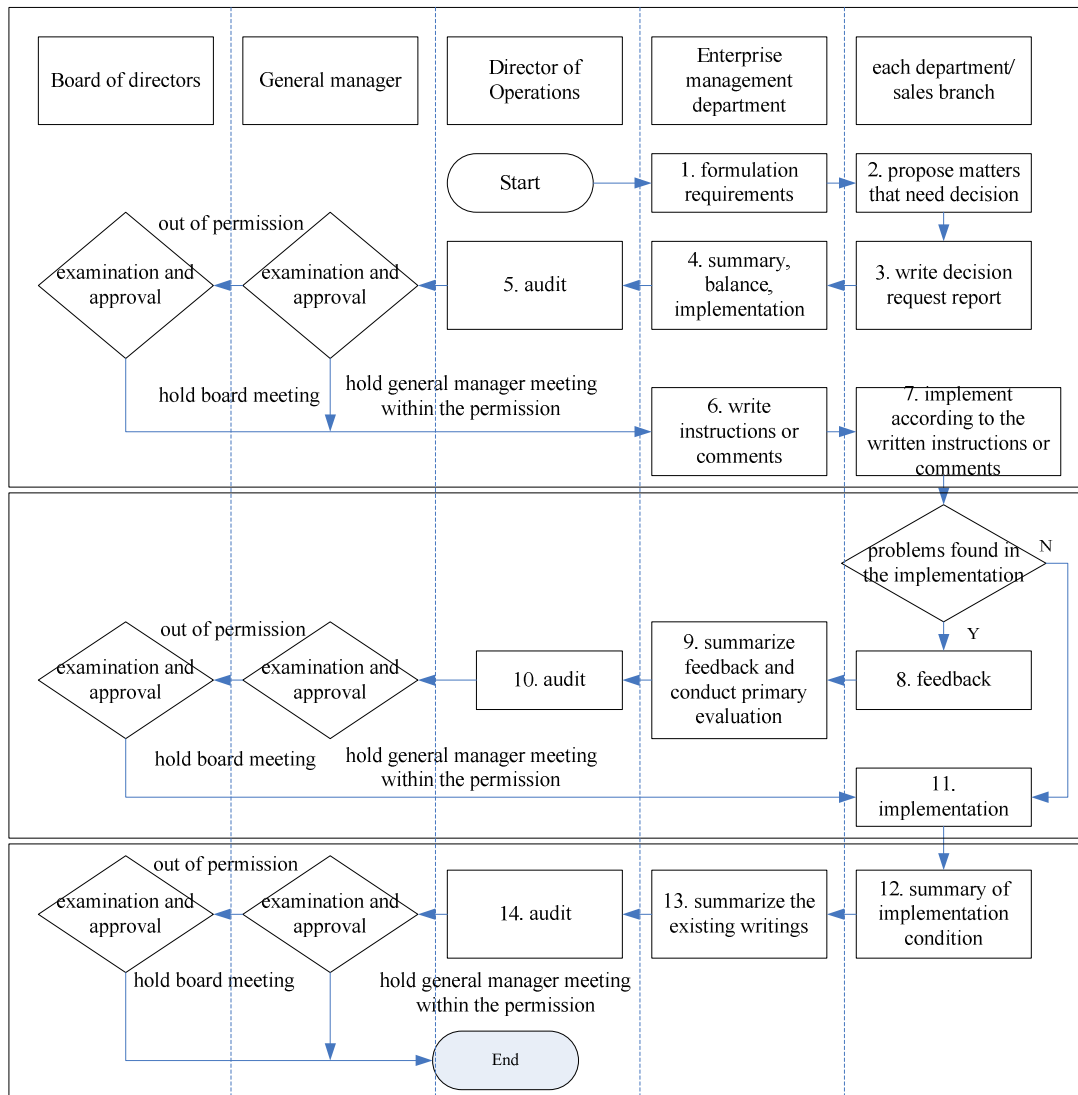 Board of directors
General manager
Director of
Operations
Enterprise
management
department
each department/
sales branch
Start
1. formulation
requirements
2. propose matters
that need decision
out of permission
examination and
approval
examination and
approval
5. audit
4. summary,
balance,
implementation
3. write decision
request report
hold board meeting
hold general manager meeting
within the permission
6. write
instructions or
comments
7. implement
according to the
written instructions or
comments
problems found in
the implementation
N
Y
out of permission
examination and
approval
examination and
approval
10. audit
9. summarize
feedback and
conduct primary
evaluation
8. feedback
hold board meeting
hold general manager meeting
within the permission
11.
implementation
out of permission
examination and
approval
examination and
approval
14. audit
13. summarize the
existing writings
12. summary of
implementation
condition
hold board meeting
hold general manager meeting
within the permission
End